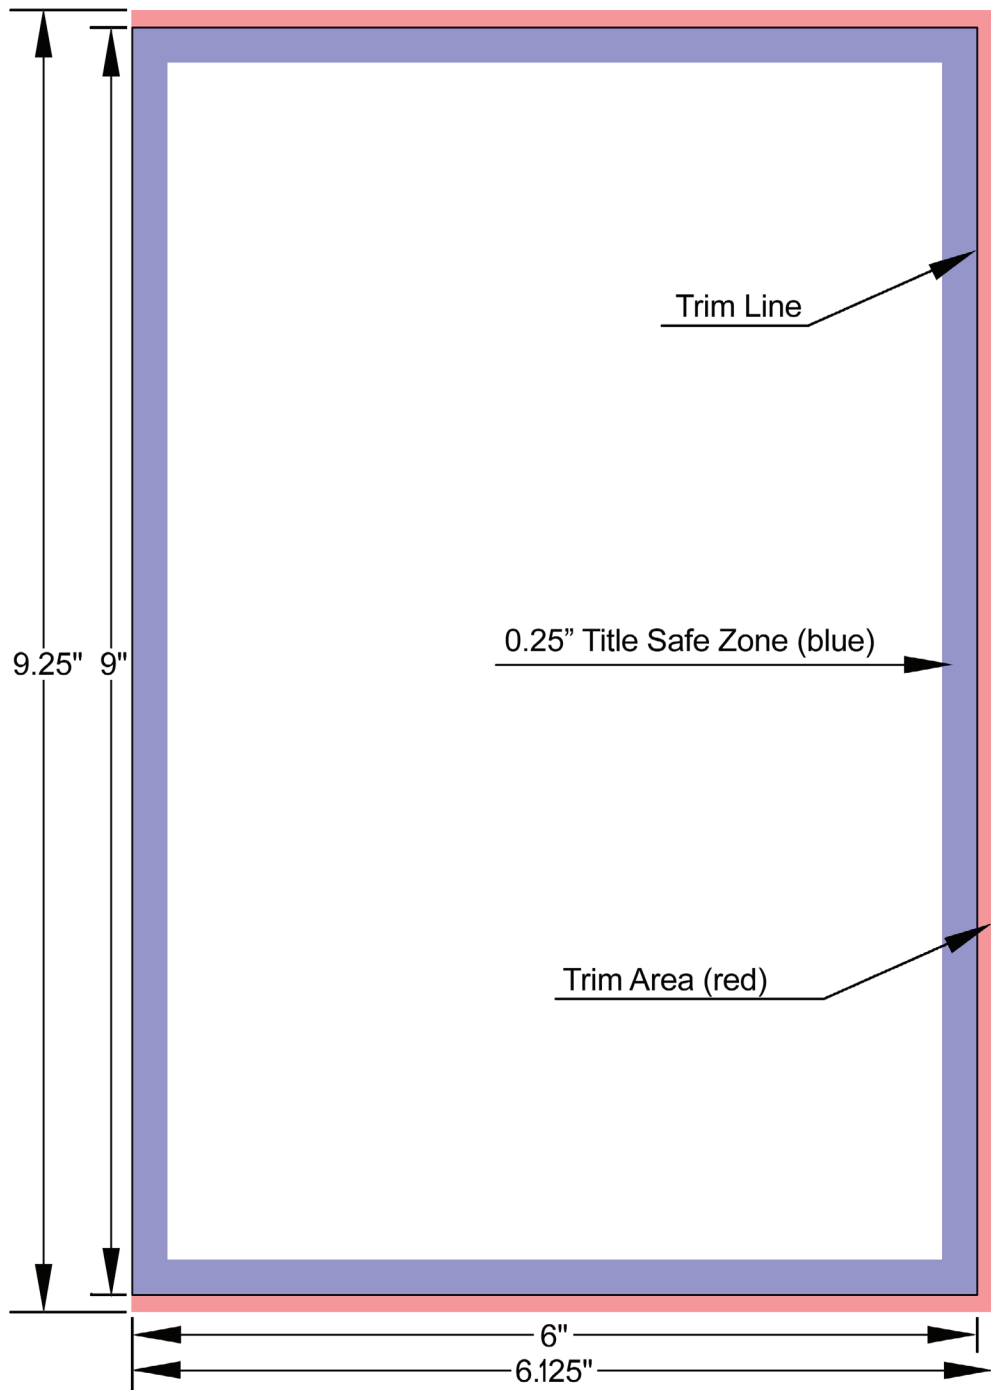 Trim Line
0.25” Title Safe Zone (blue)
9.25" 9"
Trim Area (red)
6"
6.125"